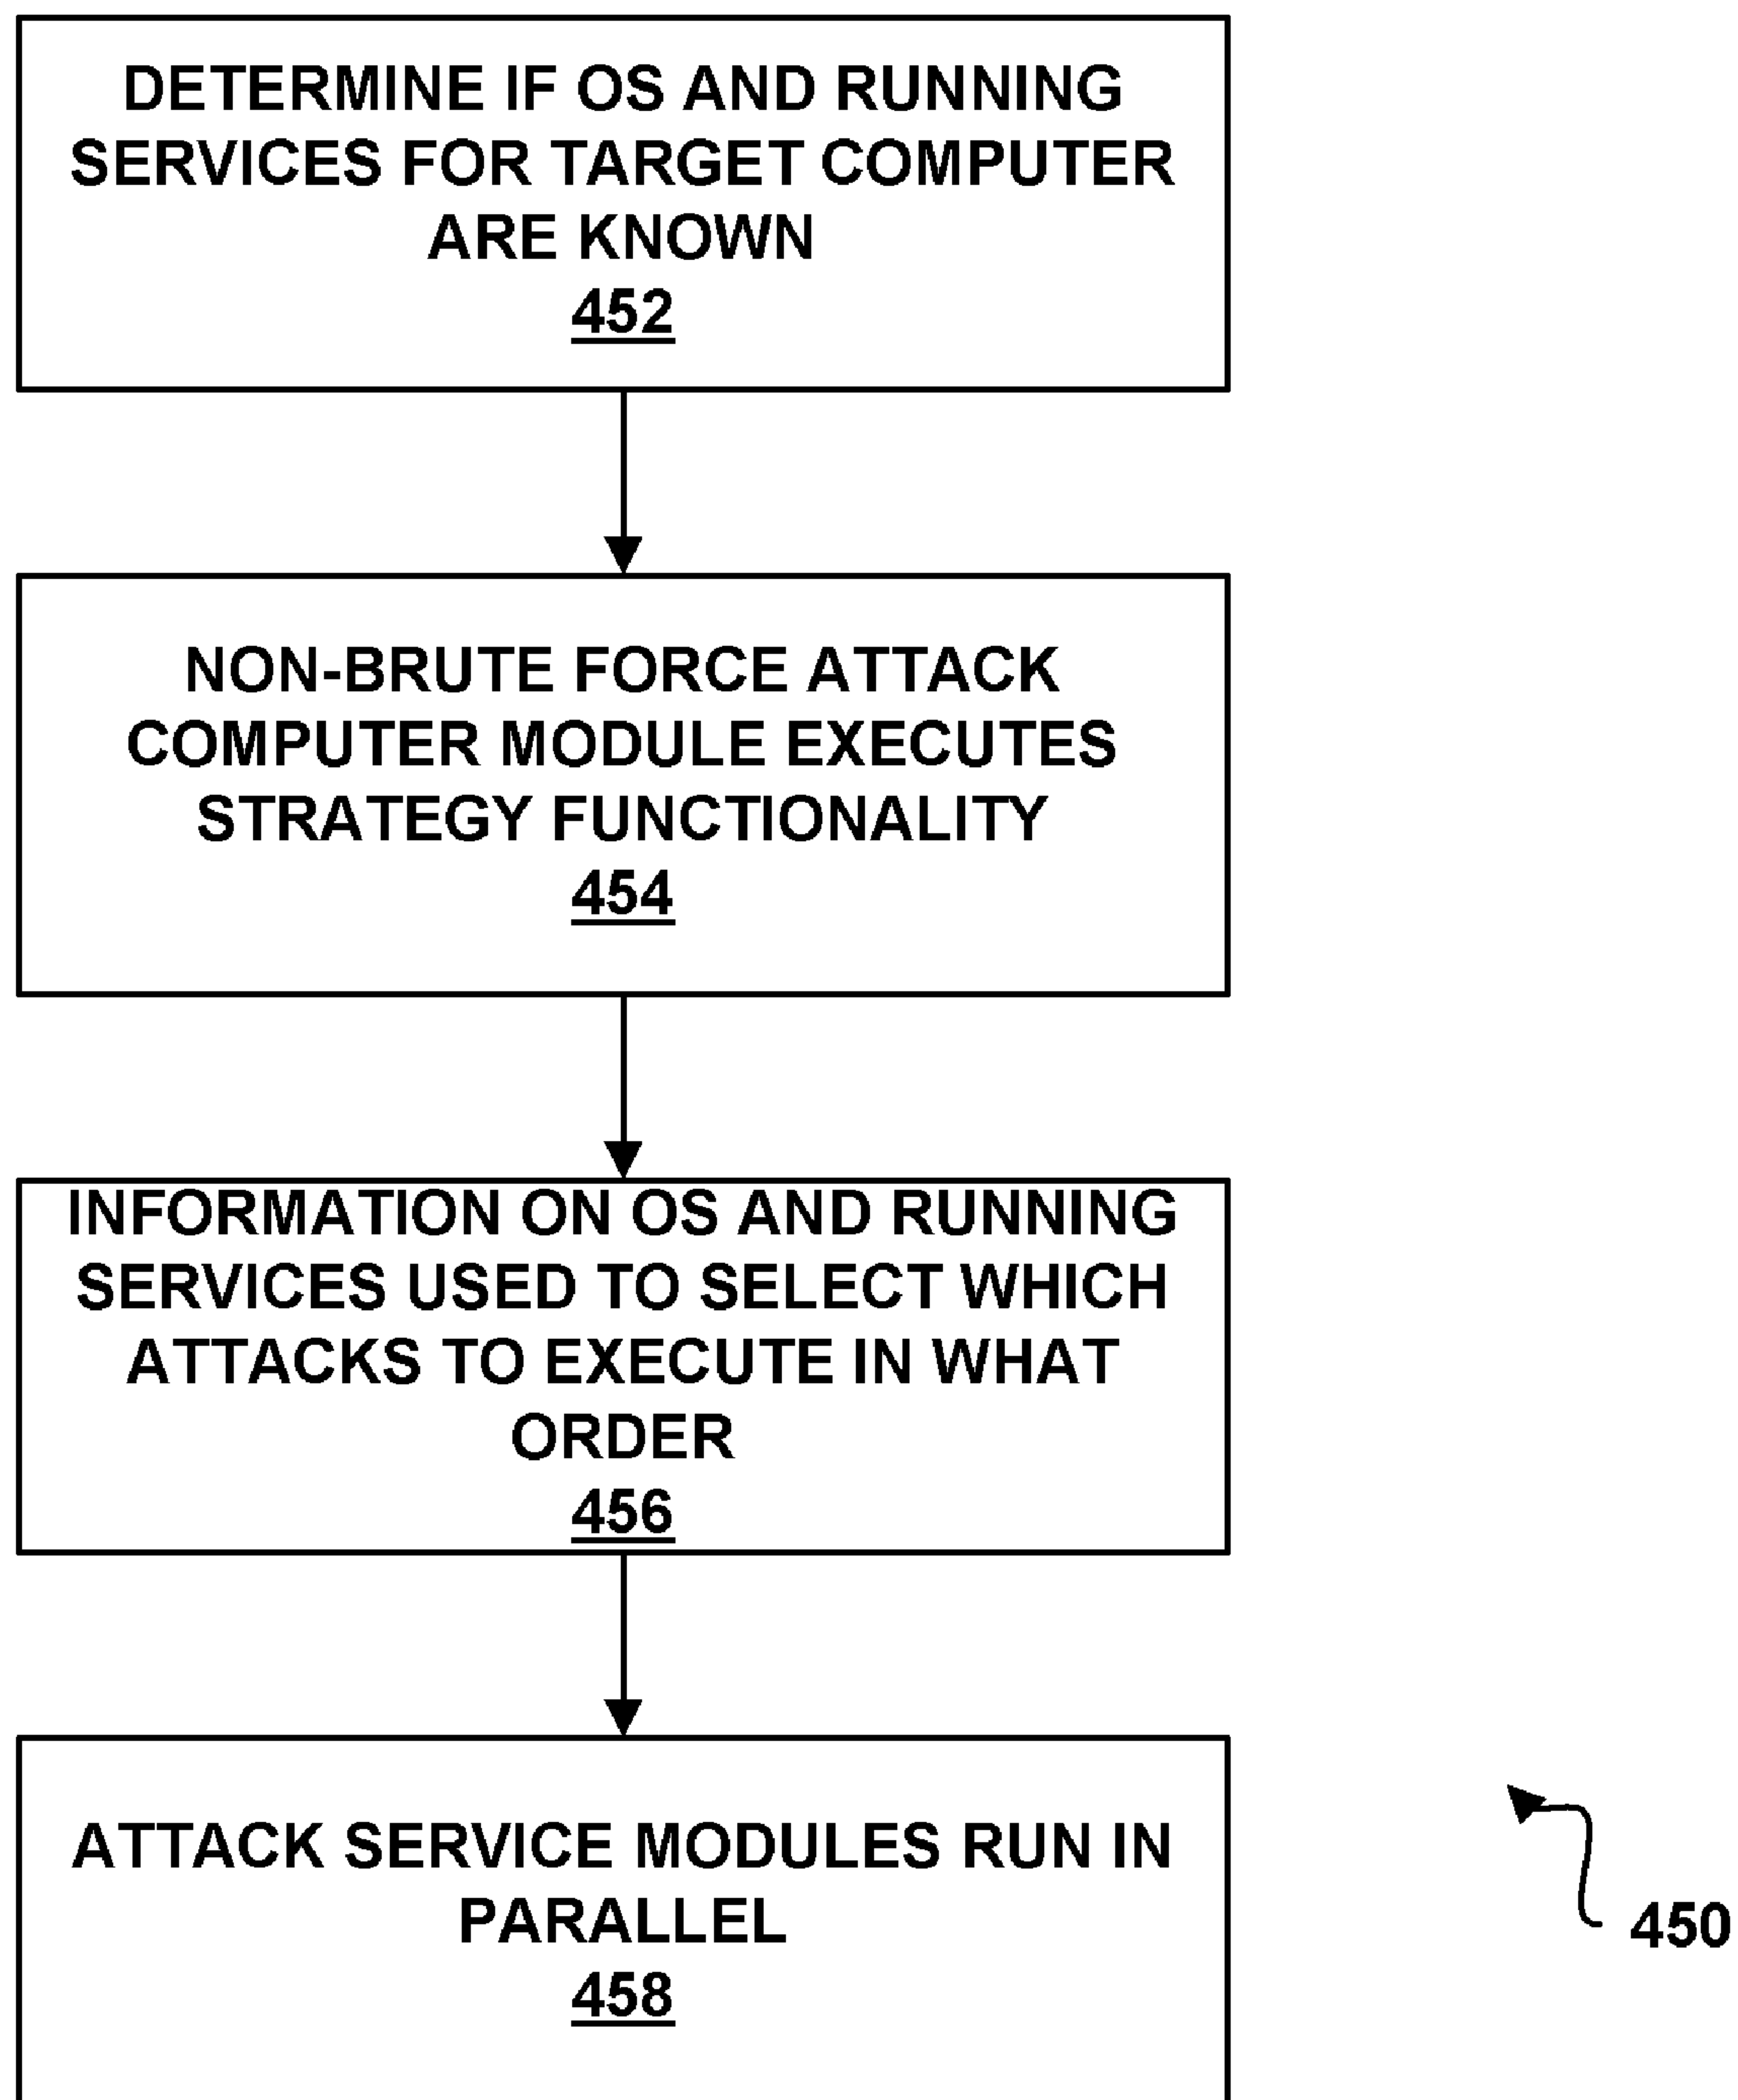 DETERMINE IF OS AND RUNNING
SERVICES FOR TARGET COMPUTER
ARE KNOWN
452
NON-BRUTE FORCE ATTACK
COMPUTER MODULE EXECUTES
STRATEGY FUNCTIONALITY
454
INFORMATION ON OS AND RUNNING
SERVICES USED TO SELECT WHICH
ATTACKS TO EXECUTE IN WHAT
ORDER
456
ATTACK SERVICE MODULES RUN IN
PARALLEL
458
450